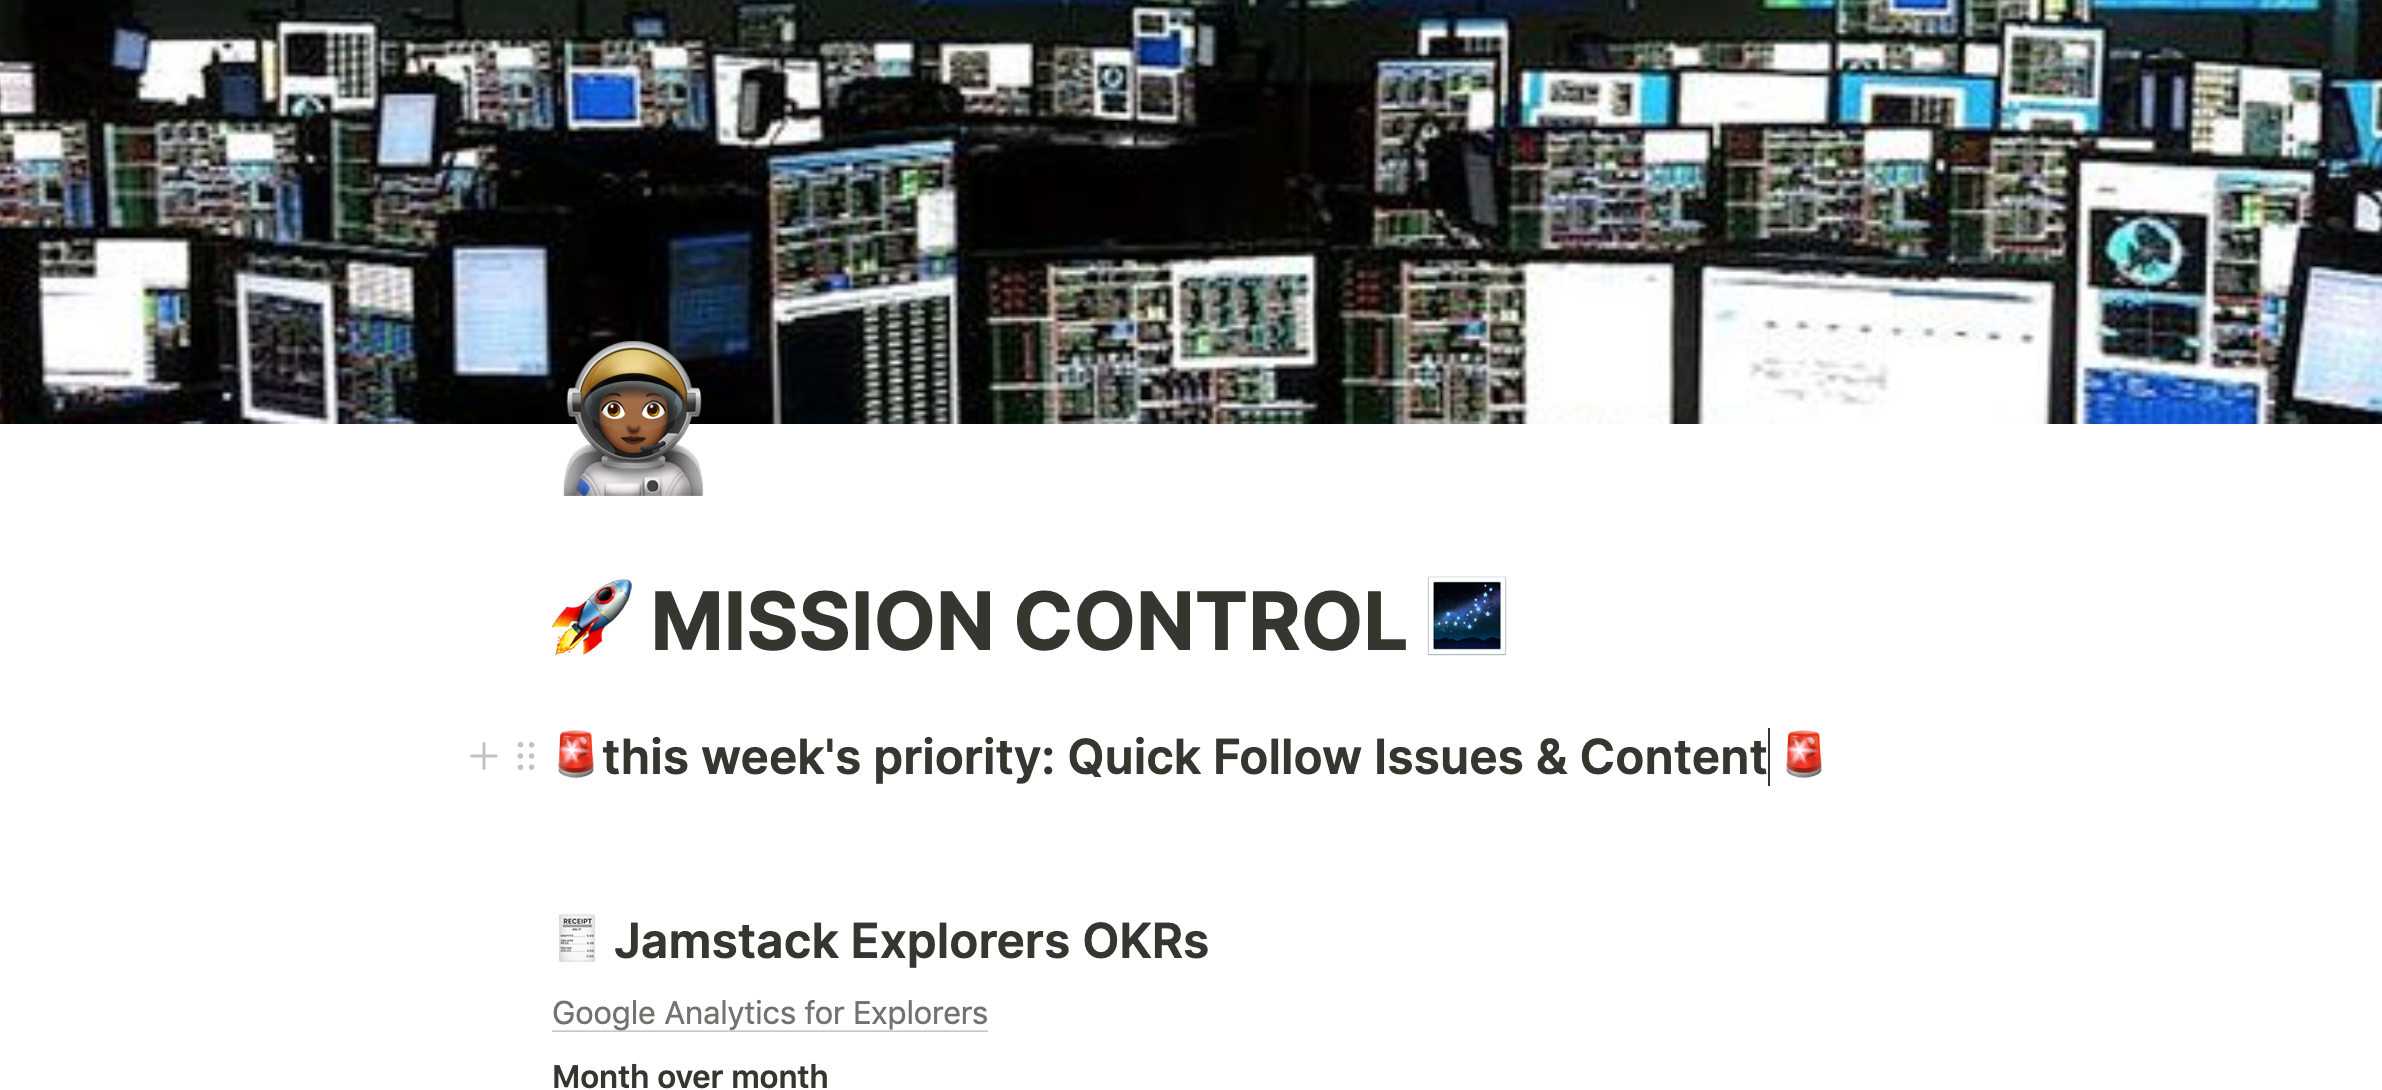 🚀 MISSION CONTROL 🌌
🚨this week's priority: Quick Follow Issues & Content 🚨
🧾 Jamstack Explorers OKRs
Google Analytics for Explorers
Month over month